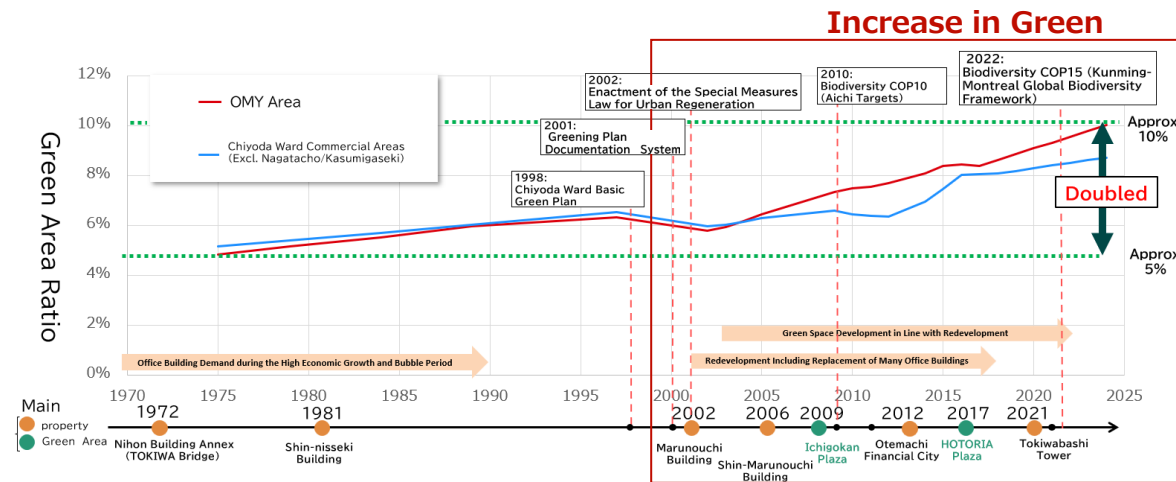 Increase in Green
12%
10%
8%
6%
4%
2%
0%
Green Area Ratio
OMY Area
Chiyoda Ward Commercial Areas
(Excl. Nagatacho/Kasumigaseki)
1998:
Chiyoda Ward Basic
Green Plan
2001:
Greening Plan
Documentation System
2002:
Enactment of the Special Measures
Law for Urban Regeneration
2010:
Biodiversity COP10
(Aichi Targets)
2022:
Biodiversity COP15 (Kunming-
Montreal Global Biodiversity
Framework)
Approx
10%
Doubled
Approx
5%
Green Space Development in Line with Redevelopment
Office Building Demand during the High Economic Growth and Bubble Period
Redevelopment Including Replacement of Many Office Buildings
1970 1975 1980 1985 1990 1995 2000 2005 2010 2015 2020 2025
Main
property
Green Area
1972
Nihon Building Annex
(TOKIWA Bridge)
1981
Shin-nisseki
Building
2002
Marunouchi
Building
2006
Shin-Marunouchi
Building
2009
Ichigokan
Plaza
2012
Otemachi
Financial City
2017
HOTORIA
Plaza
2021
Tokiwabashi
Tower